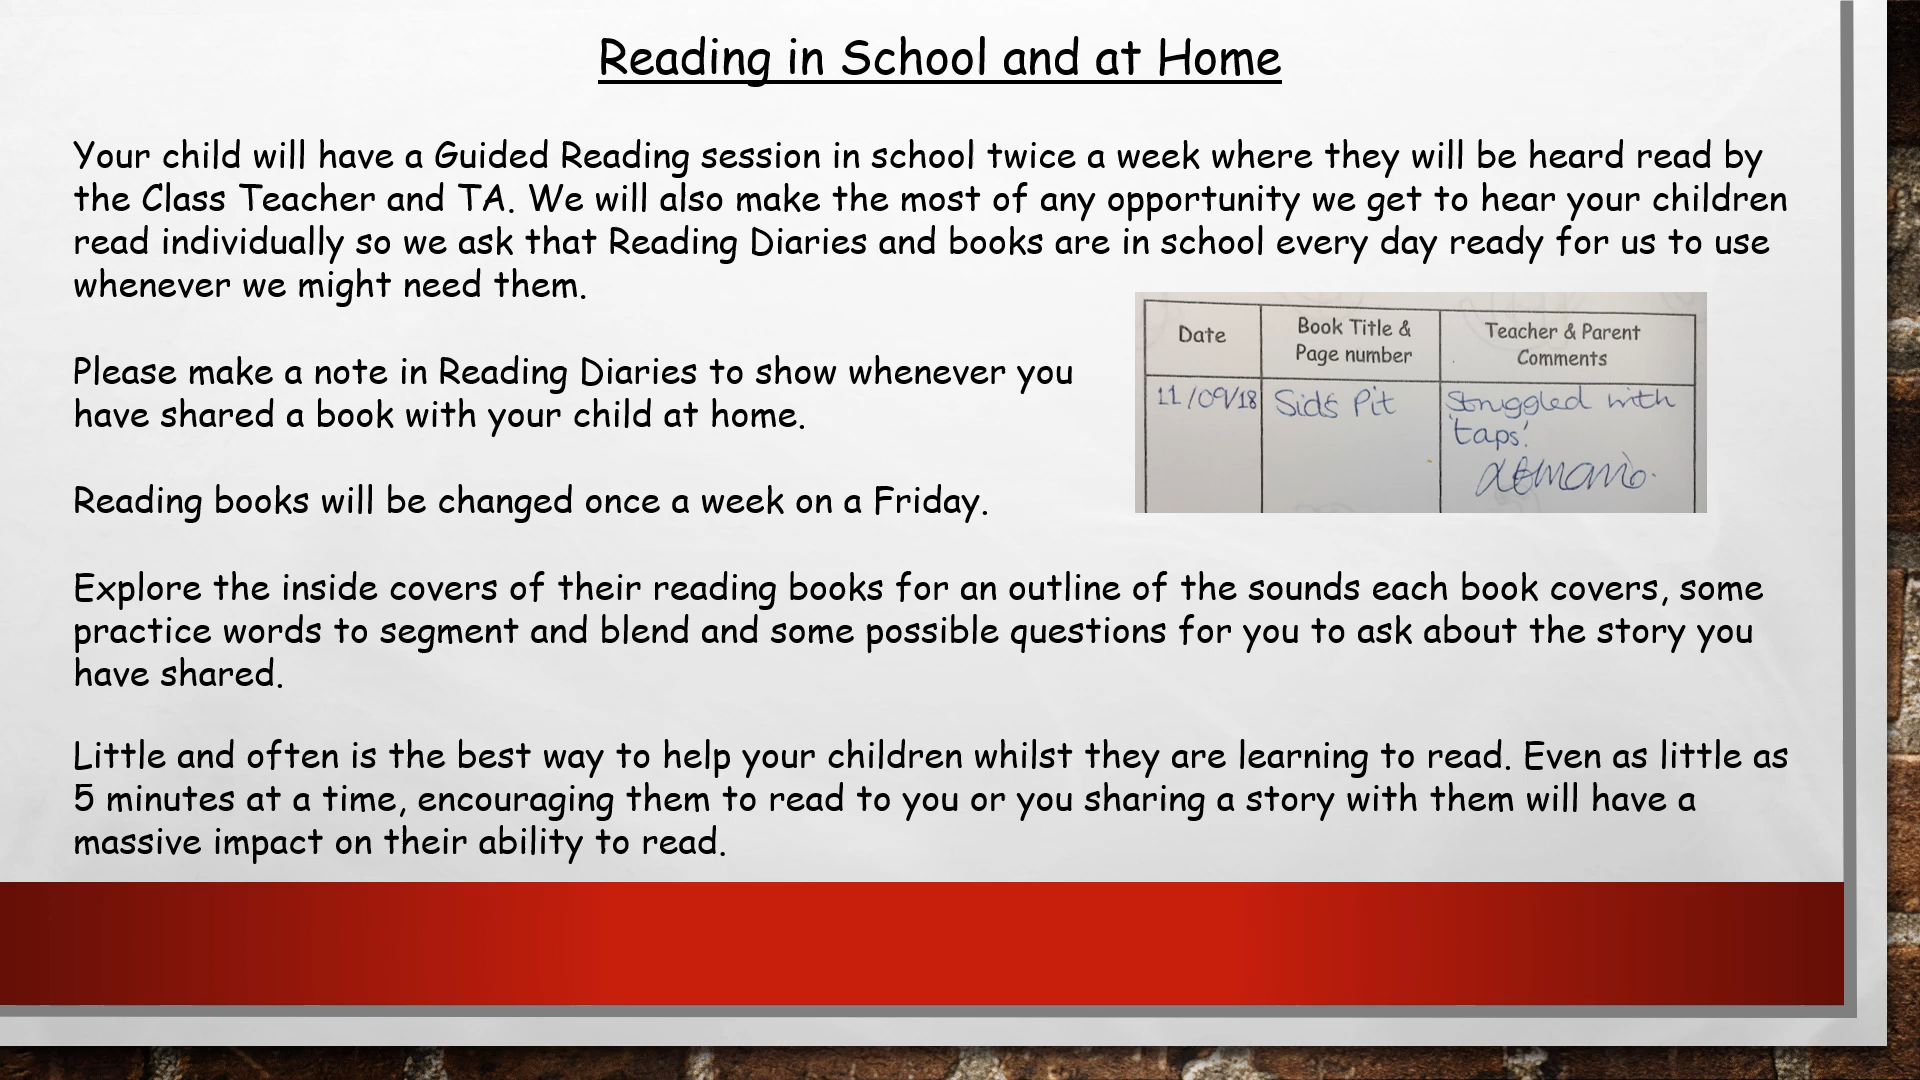 Reading in School and at Home
Your child will have a Guided Reading session in school twice a week where they will be heard read by
the Class Teacher and TA. We will also make the most of any opportunity we get to hear your children
read individually so we ask that Reading Diaries and books are in school every day ready for us to use
whenever we might need them.
Please make a note in Reading Diaries to show whenever you
have shared a book with your child at home.
Reading books will be changed once a week on a Friday.
Date
Book Title &
Page number
Teacher & Parent
Comments
11/09/18 Sid's Pit Struggled with
'taps'.
Explore the inside covers of their reading books for an outline of the sounds each book covers, some
practice words to segment and blend and some possible questions for you to ask about the story you
have shared.
Little and often is the best way to help your children whilst they are learning to read. Even as little as
5 minutes at a time, encouraging them to read to you or you sharing a story with them will have a
massive impact on their ability to read.